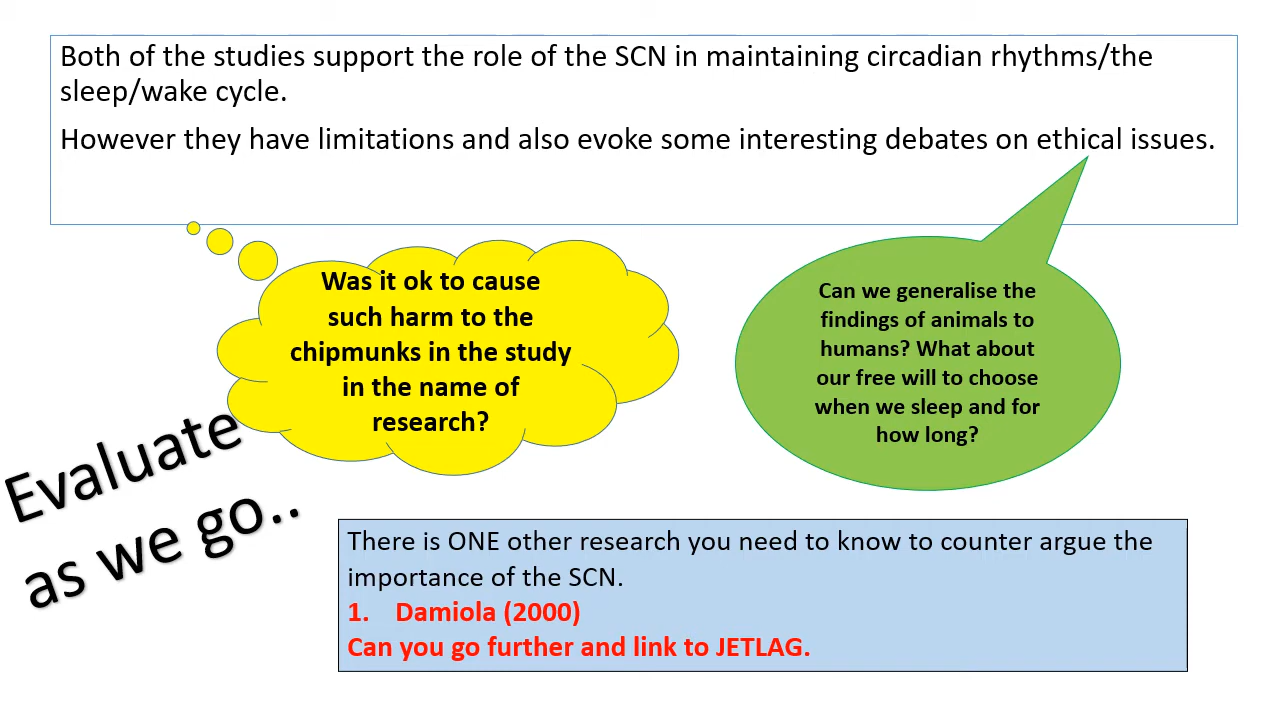 Both of the studies support the role of the SCN in maintaining circadian rhythms/the
sleep/wake cycle.
However they have limitations and also evoke some interesting debates on ethical issues.
Was it ok to cause
such harm to the
chipmunks in the study
in the name of
research?
Can we generalise the
findings of animals to
humans? What about
our free will to choose
when we sleep and for
how long?
Evaluate
as we go..
There is ONE other research you need to know to counter argue the
importance of the SCN.
1. Damiola (2000)
Can you go further and link to JETLAG.